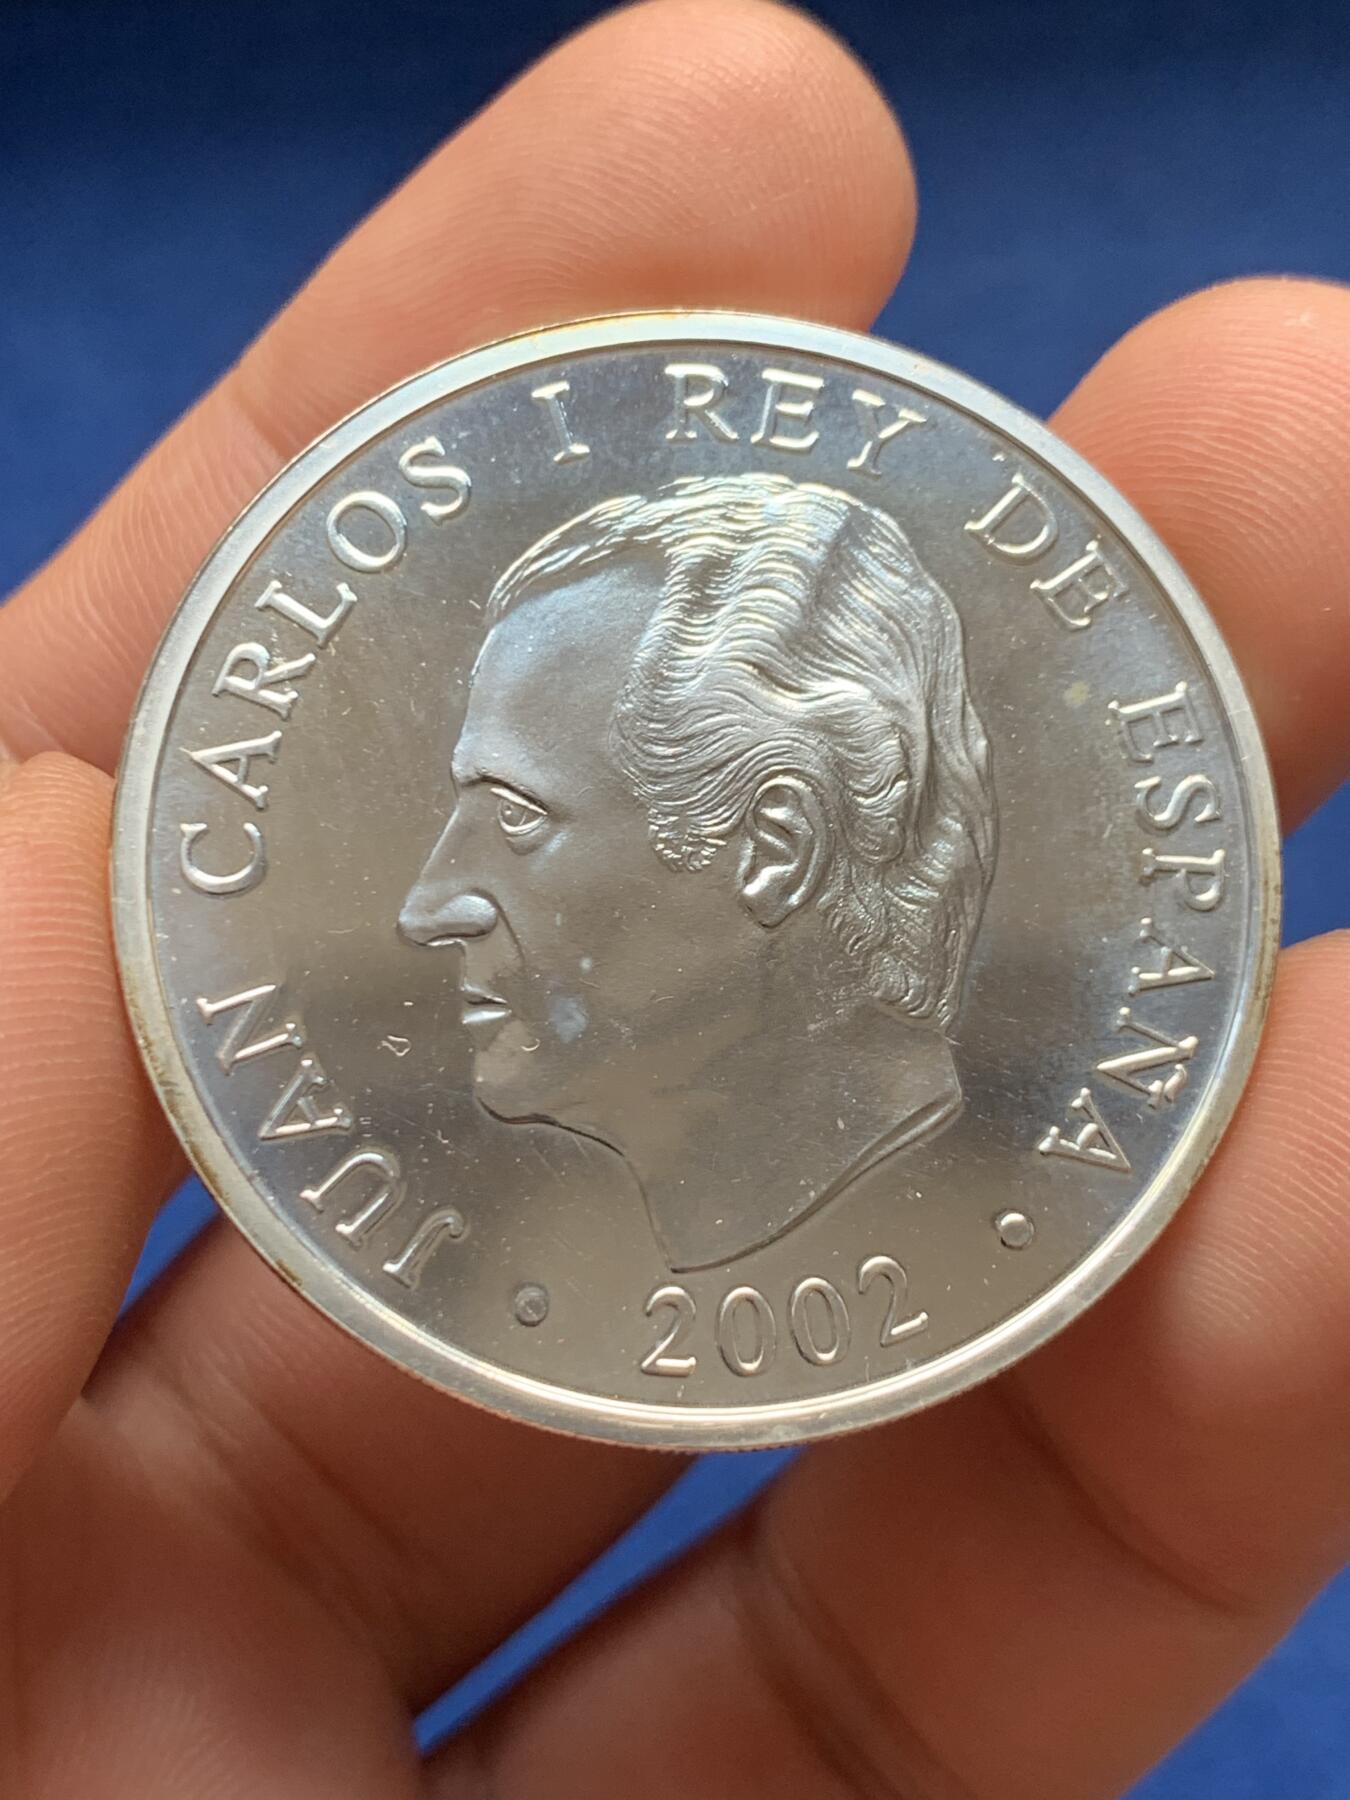 JUAN CARLOS I REY DE ESPAÑA
• 2002 •